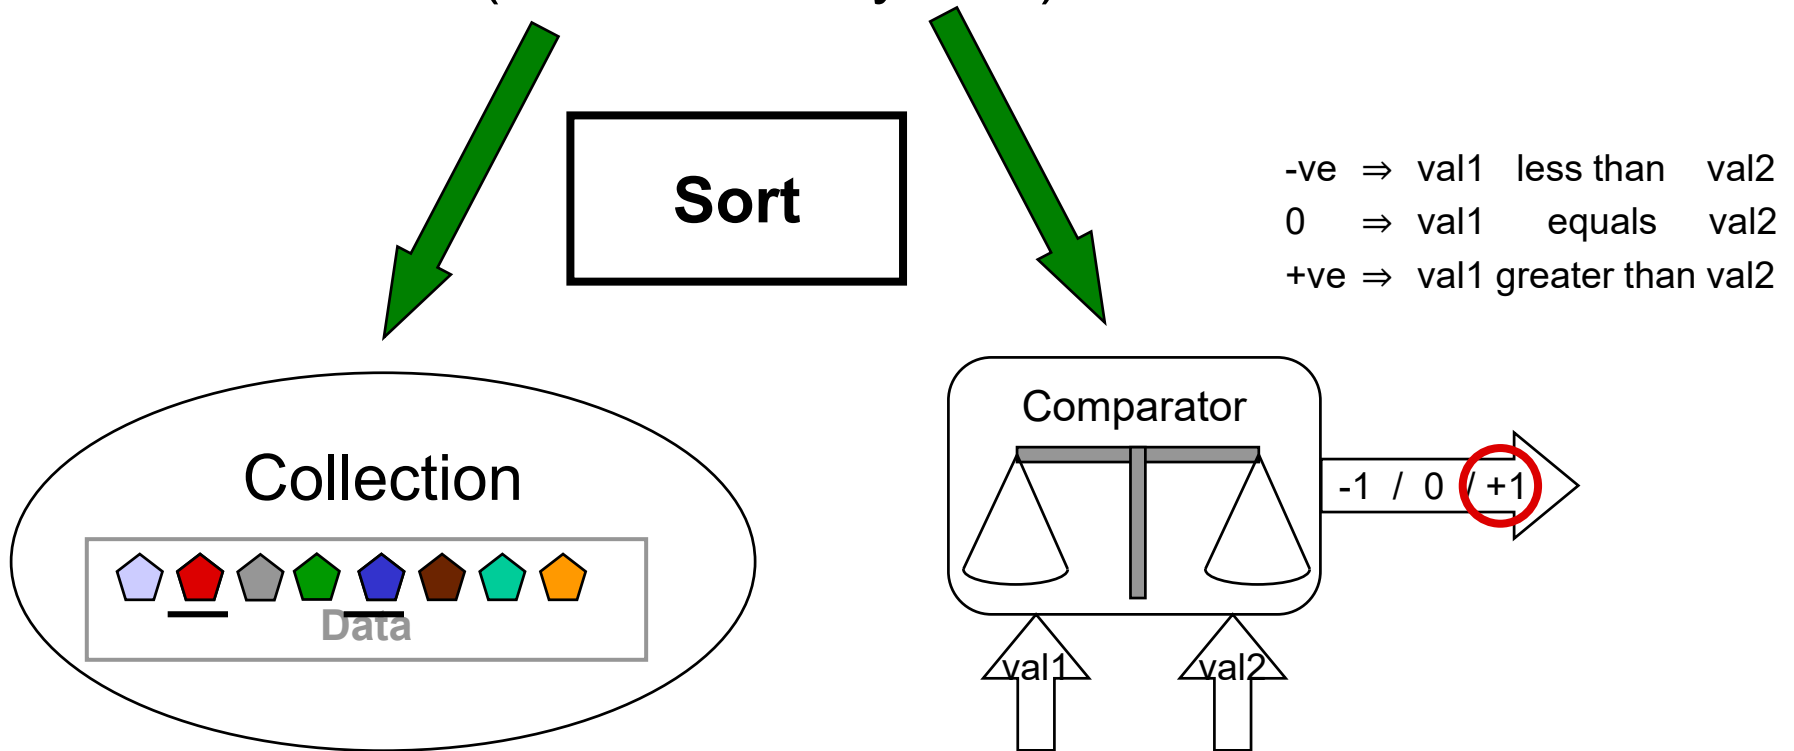 Sort
-ve ⇒ val1 less than val2
0 ⇒ val1 equals val2
+ve ⇒ val1 greater than val2
Comparator
Collection
-1 / 0 / +1
Data
val1 val2